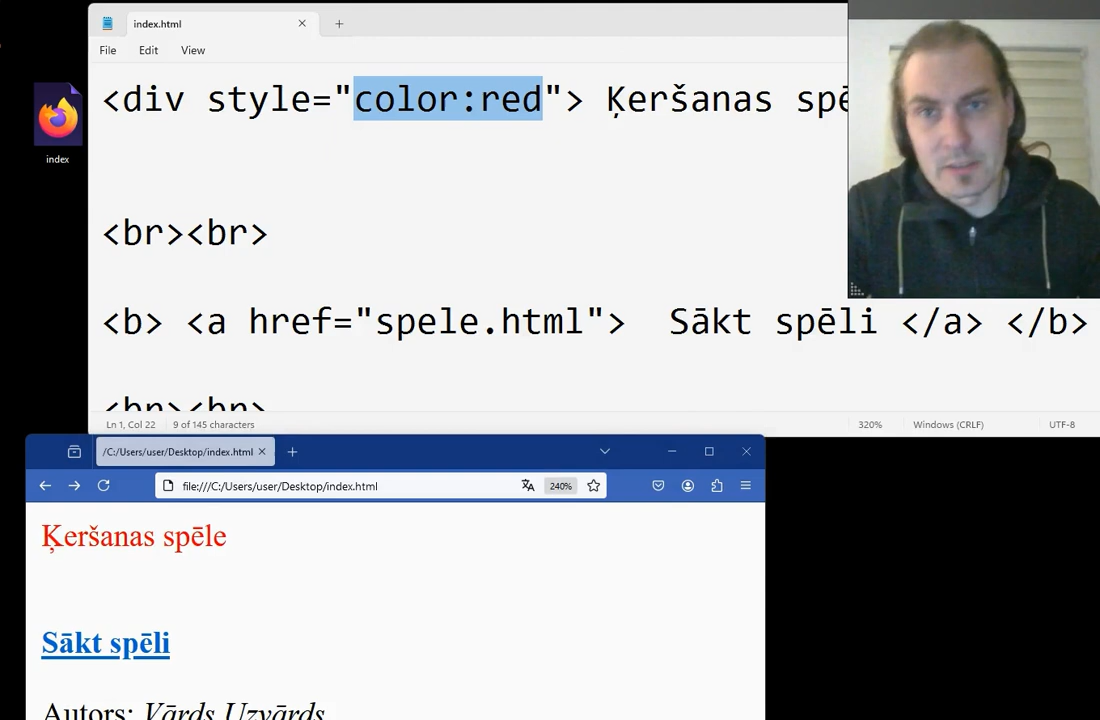 index.html
File Edit View
<div style="color:red"> Ķeršanas spē
index
<br><br>
<b> <a href="spele.html"> Sākt spēli </a> </b>
<br><br>
Ln 1, Col 22 9 of 145 characters 320% Windows (CRLF) UTF-8
/C:/Users/user/Desktop/index.html
file:///C:/Users/user/Desktop/index.html 240%
Ķeršanas spēle
Sākt spēli
Autors: Vārds Uzvārds